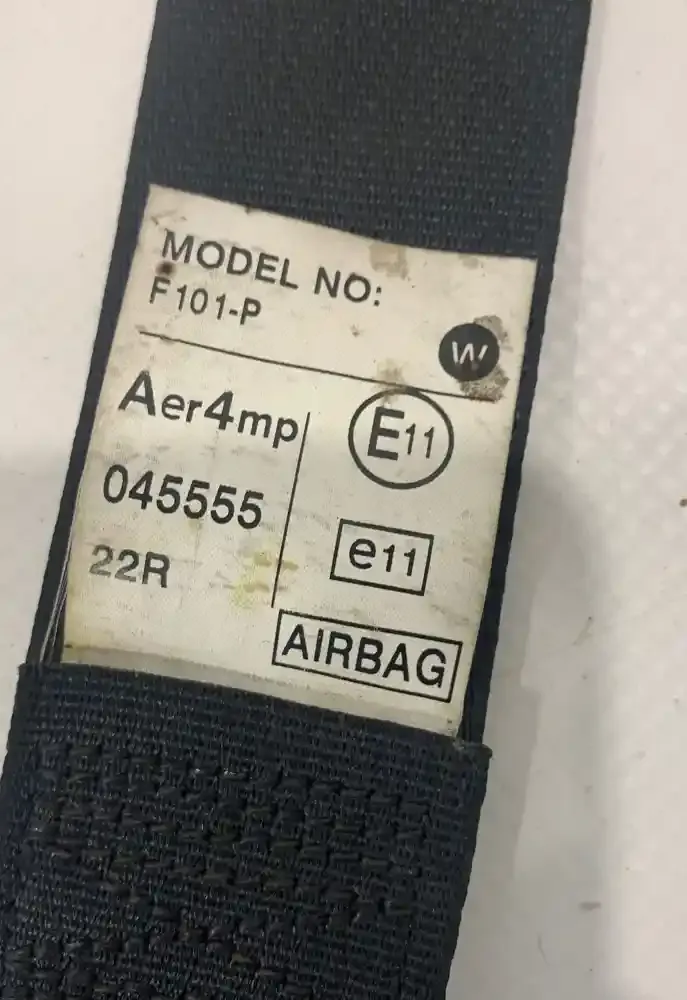 MODEL NO:
F101-P
W
Aer4mp
E11
045555
e11
22R
AIRBAG